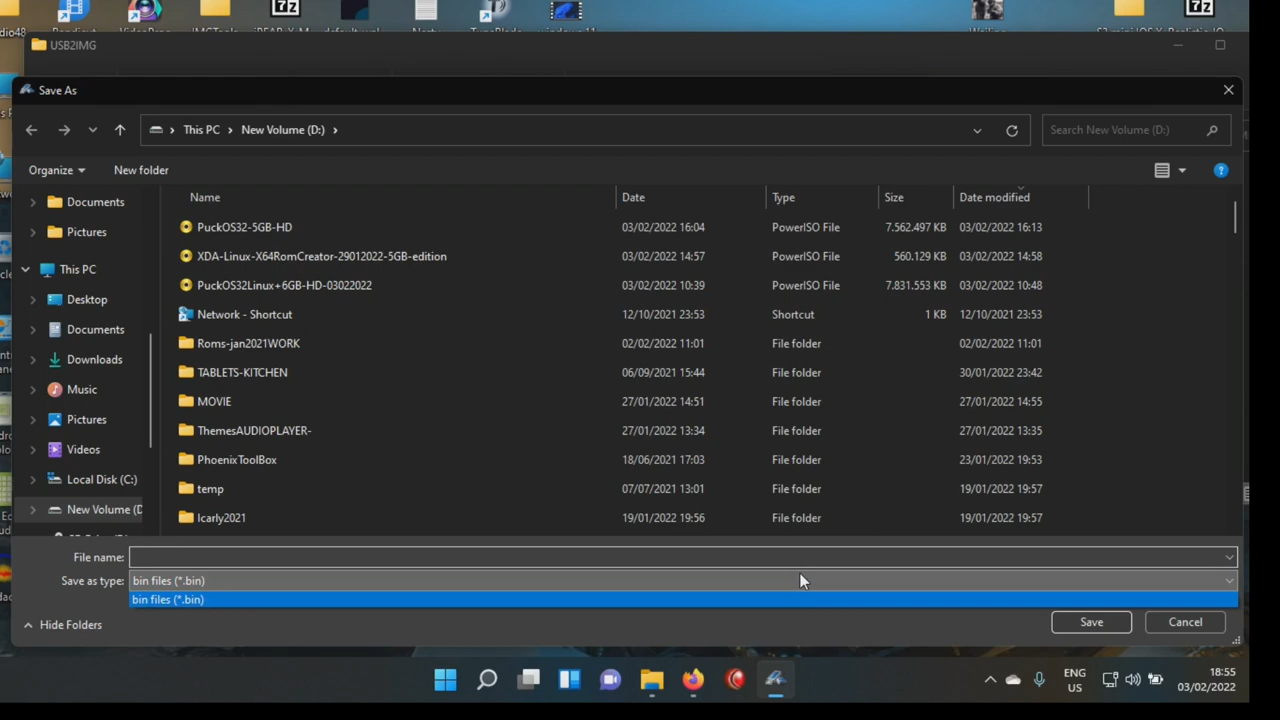 USB2IMG
Save As
This PC
New Volume (D:)
Search New Volume (D:)
Organize
New folder
Name Date Type Size Date modified
Documents
Pictures
This PC
Desktop
Documents
Downloads
Music
Pictures
Videos
Local Disk (C:)
New Volume (D
PuckOS32-5GB-HD 03/02/2022 16:04 PowerISO File 7.562.497 KB 03/02/2022 16:13
XDA-Linux-X64RomCreator-29012022-5GB-edition 03/02/2022 14:57 PowerISO File 560.129 KB 03/02/2022 14:58
PuckOS32Linux+6GB-HD-03022022 03/02/2022 10:39 PowerISO File 7.831.553 KB 03/02/2022 10:48
Network - Shortcut 12/10/2021 23:53 Shortcut 1 KB 12/10/2021 23:53
Roms-jan2021WORK 02/02/2022 11:01 File folder 02/02/2022 11:01
TABLETS-KITCHEN 06/09/2021 15:44 File folder 30/01/2022 23:42
MOVIE 27/01/2022 14:51 File folder 27/01/2022 14:55
ThemesAUDIOPLAYER- 27/01/2022 13:34 File folder 27/01/2022 13:35
PhoenixToolBox 18/06/2021 17:03 File folder 23/01/2022 19:53
temp 07/07/2021 13:01 File folder 19/01/2022 19:57
Icarly2021 19/01/2022 19:56 File folder 19/01/2022 19:57
File name:
Save as type: bin files (*.bin)
bin files (*.bin)
Hide Folders
Save
Cancel
ENG
US
18:55
03/02/2022